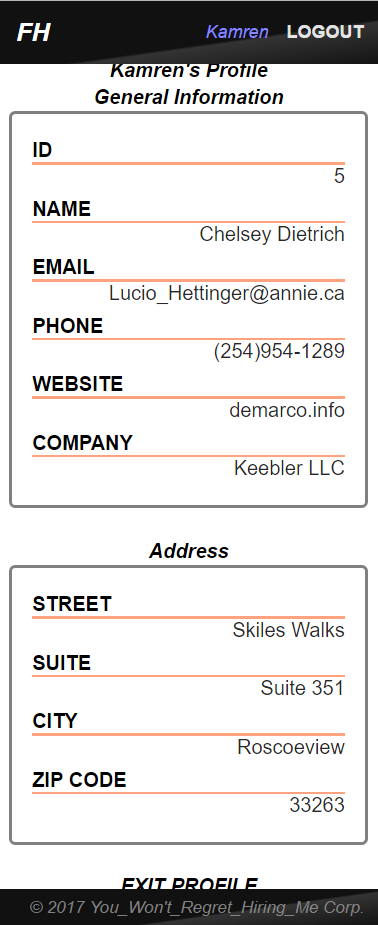 FH Kamren LOGOUT
Kamren's Profile
General Information
ID
5
NAME
Chelsey Dietrich
EMAIL
Lucio_Hettinger@annie.ca
PHONE
(254)954-1289
WEBSITE
demarco.info
COMPANY
Keebler LLC
Address
STREET
Skiles Walks
SUITE
Suite 351
CITY
Roscoeview
ZIP CODE
33263
EXIT PROFILE
© 2017 You_Won't_Regret_Hiring_Me Corp.